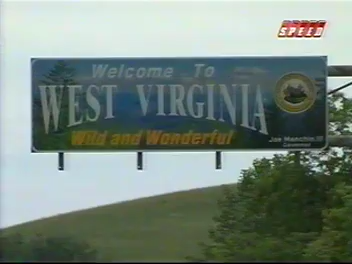 SPEED
Welcome To
WEST VIRGINIA
Wild and Wonderful
Joe Manchin III
Governor